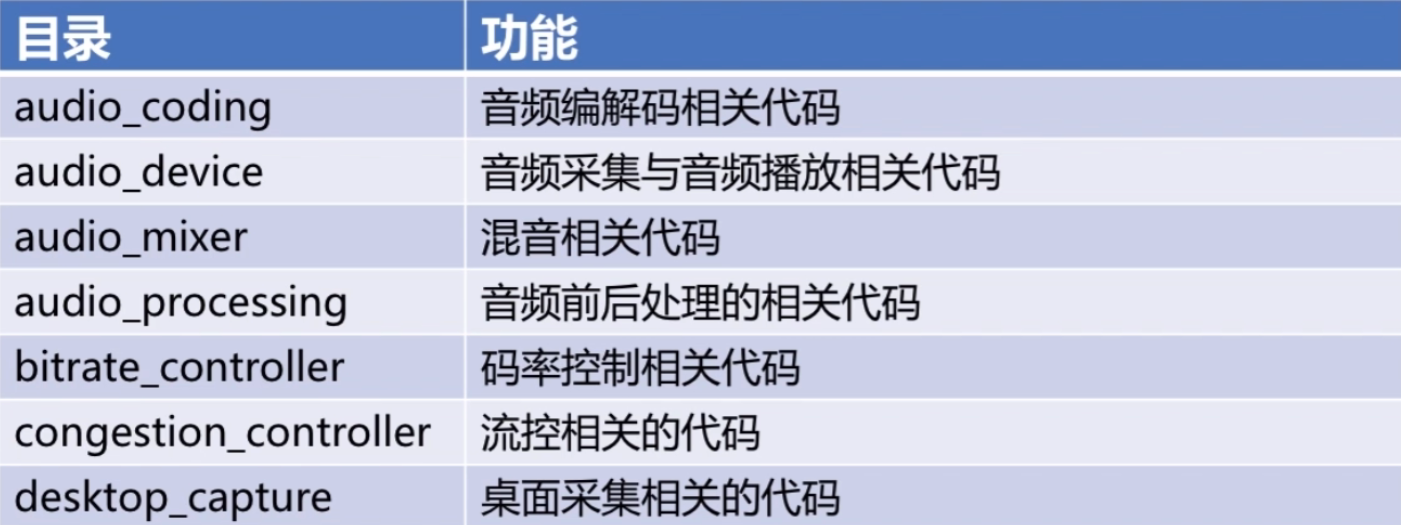 目录 功能
audio_coding 音频编解码相关代码
audio_device 音频采集与音频播放相关代码
audio_mixer 混音相关代码
audio_processing 音频前后处理的相关代码
bitrate_controller 码率控制相关代码
congestion_controller 流控相关的代码
desktop_capture 桌面采集相关的代码